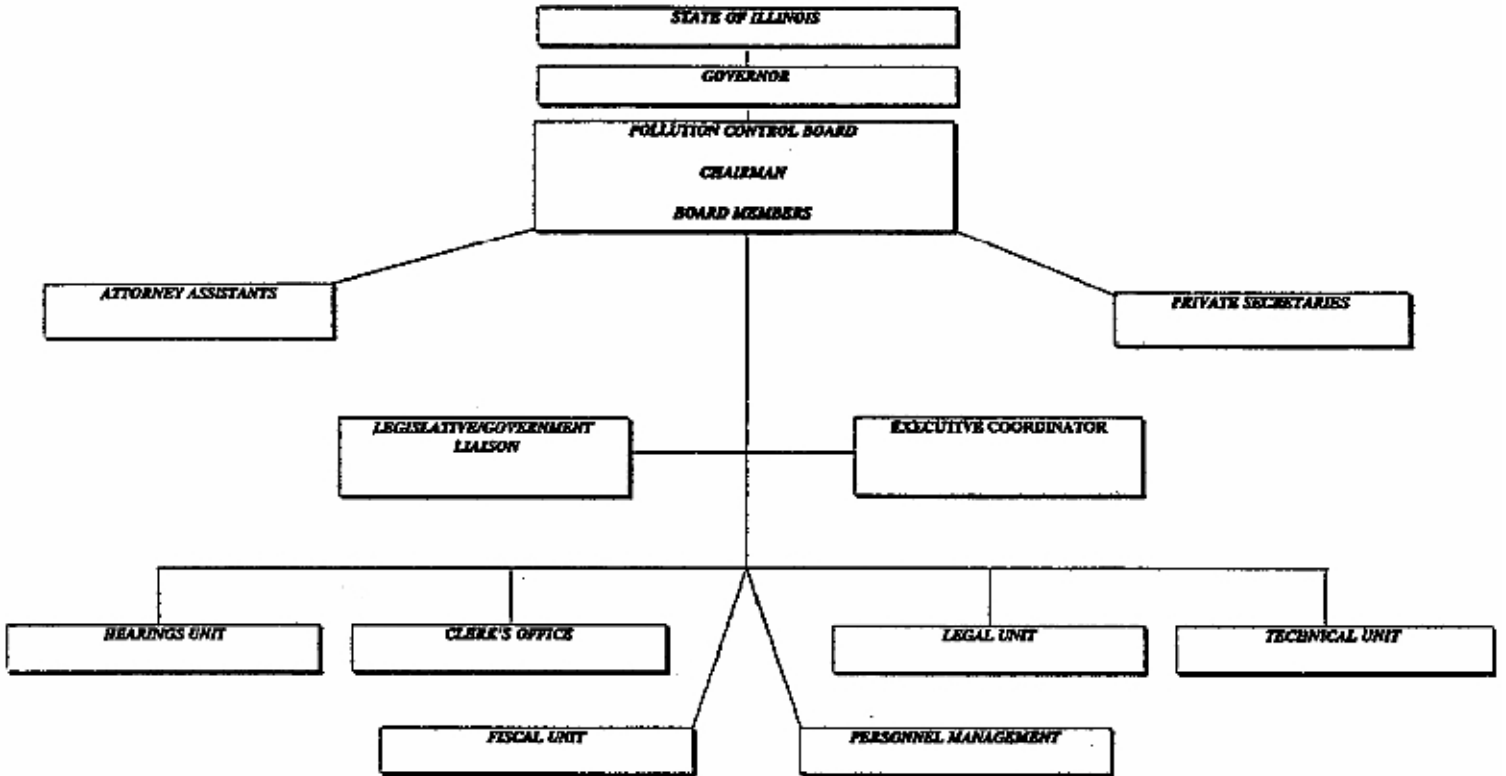 STATE OF ILLINOIS
GOVERNOR
POLLUTION CONTROL BOARD
CHAIRMAN
BOARD MEMBERS
ATTORNEY ASSISTANTS
PRIVATE SECRETARIES
LEGISLATIVE/GOVERNMENT
LIAISON
EXECUTIVE COORDINATOR
HEARINGS UNIT
CLERK'S OFFICE
LEGAL UNIT
TECHNICAL UNIT
FISCAL UNIT
PERSONNEL MANAGEMENT